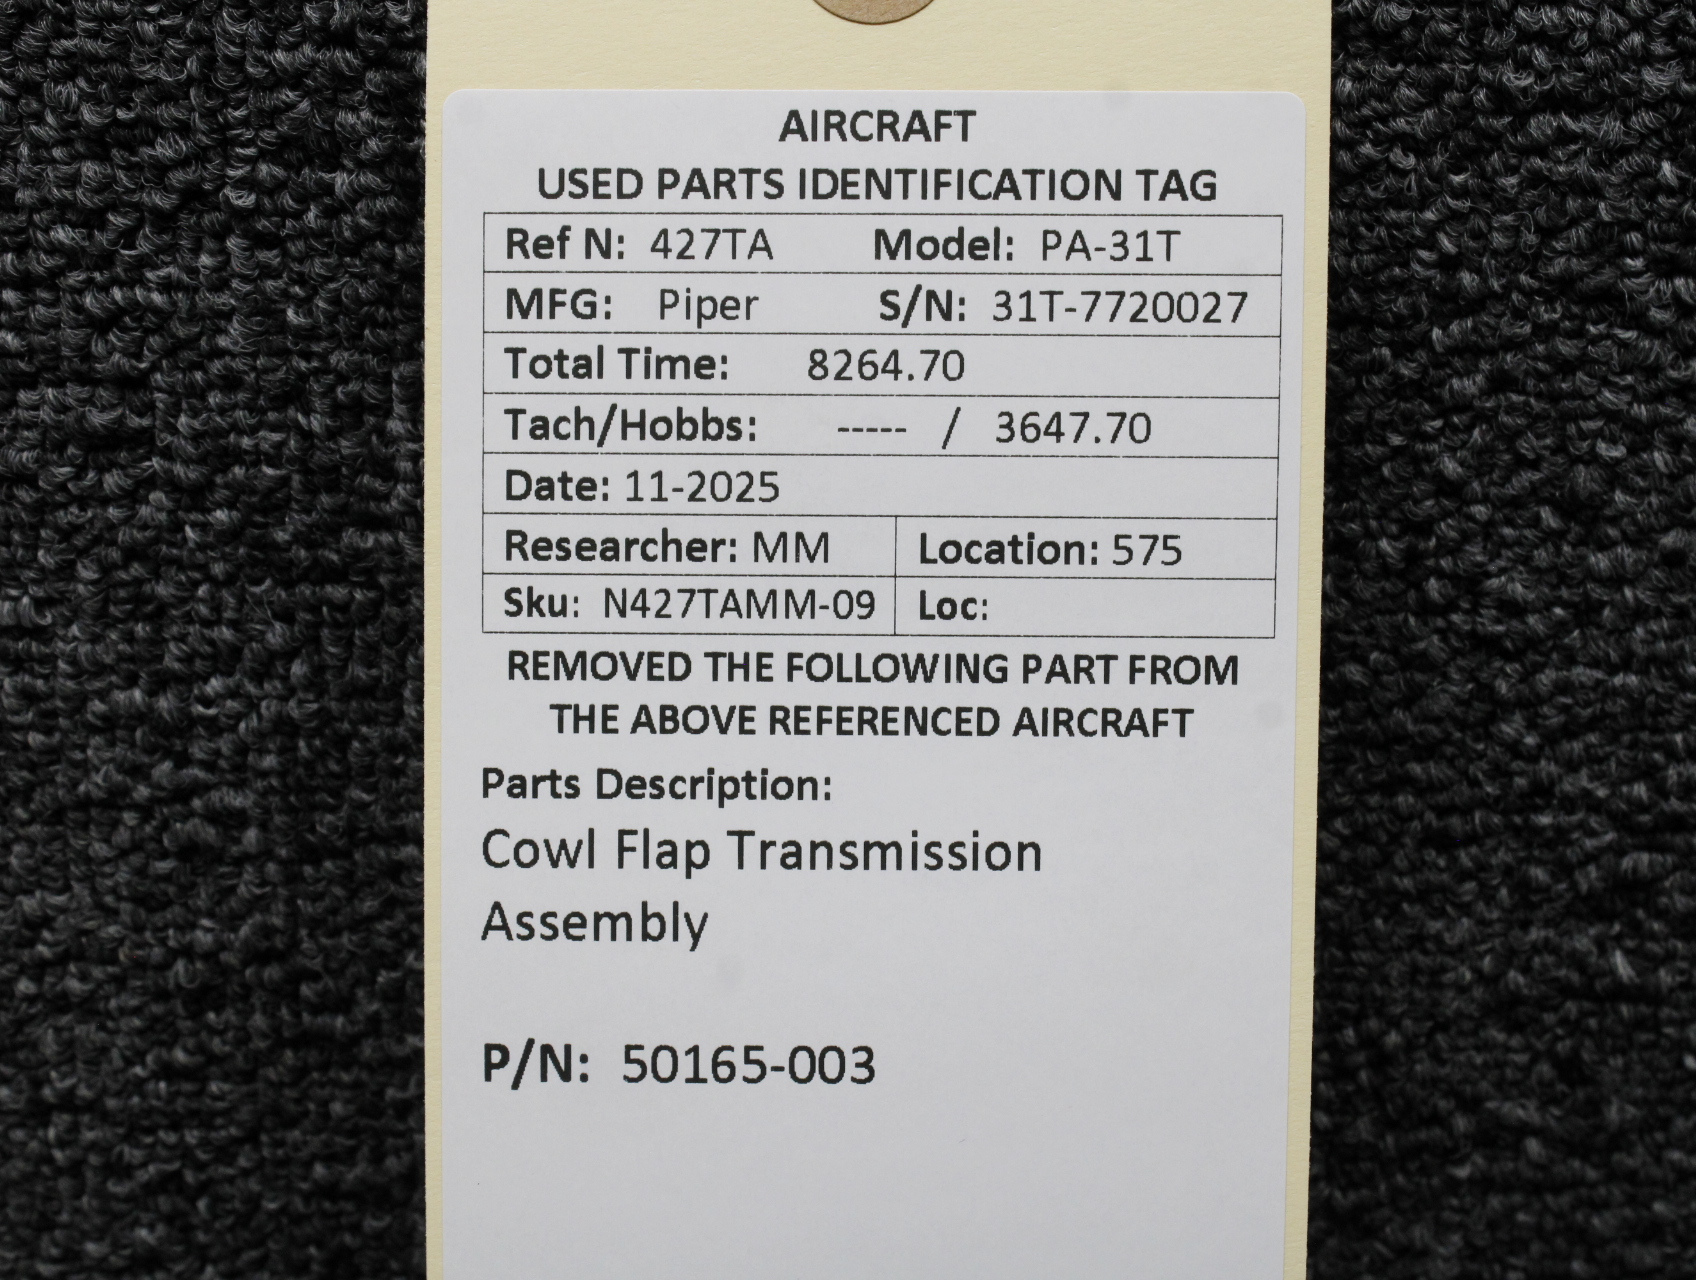 AIRCRAFT
USED PARTS IDENTIFICATION TAG
Ref N: 427TA Model: PA-31T
MFG: Piper S/N: 31T-7720027
Total Time: 8264.70
Tach/Hobbs: ----- / 3647.70
Date: 11-2025
Researcher: MM Location: 575
Sku: N427TAMM-09 Loc:
REMOVED THE FOLLOWING PART FROM
THE ABOVE REFERENCED AIRCRAFT
Parts Description:
Cowl Flap Transmission
Assembly
P/N: 50165-003